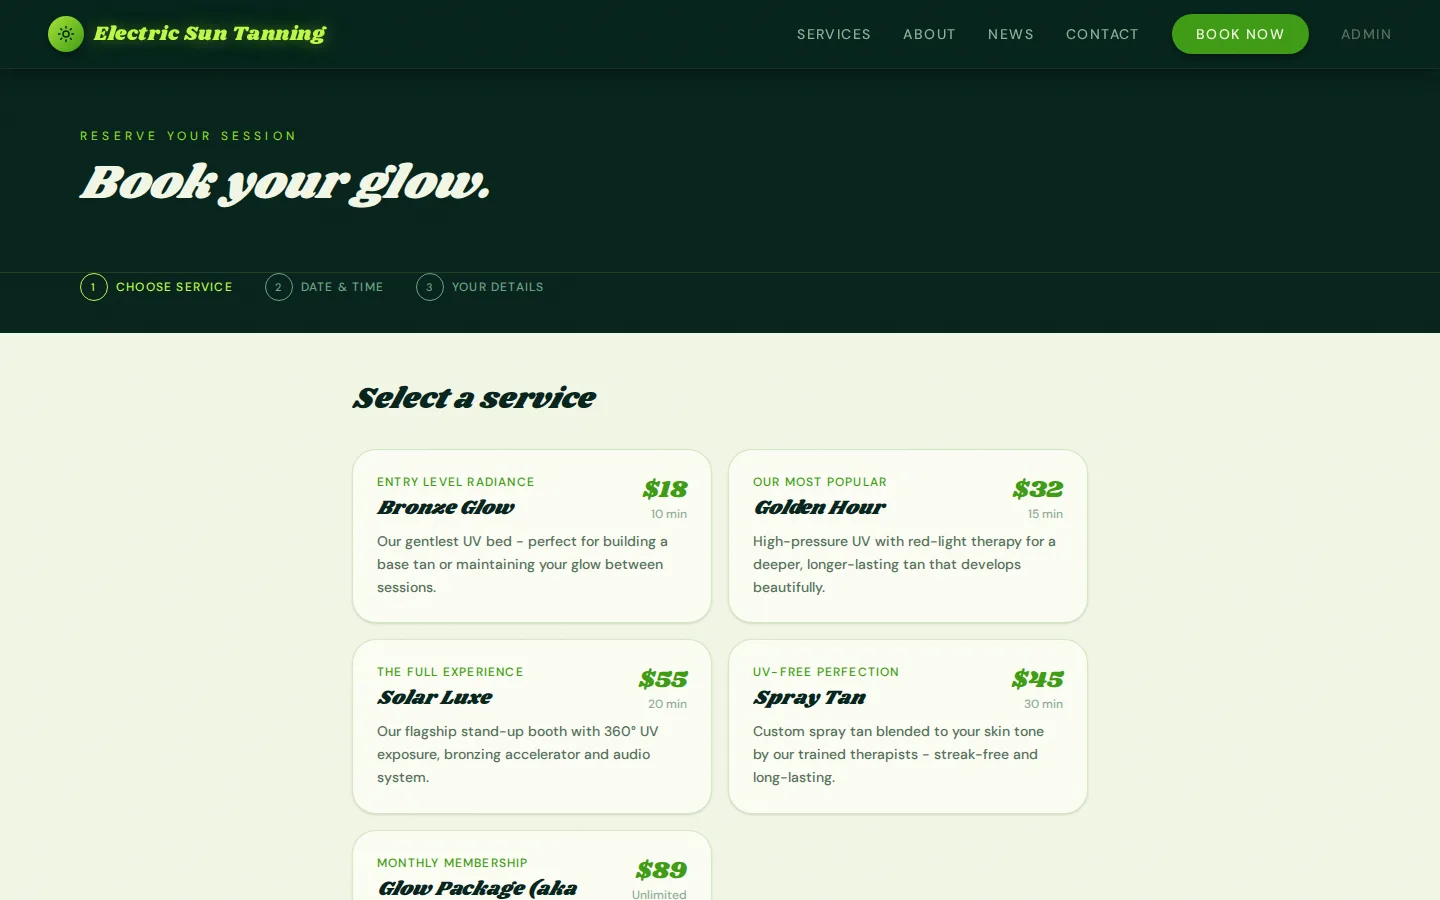 Electric Sun Tanning
SERVICES ABOUT NEWS CONTACT BOOK NOW ADMIN
RESERVE YOUR SESSION
Book your glow.
1 CHOOSE SERVICE 2 DATE & TIME 3 YOUR DETAILS
Select a service
ENTRY LEVEL RADIANCE
Bronze Glow
$18
10 min
Our gentlest UV bed - perfect for building a
base tan or maintaining your glow between
sessions.
OUR MOST POPULAR
Golden Hour
$32
15 min
High-pressure UV with red-light therapy for a
deeper, longer-lasting tan that develops
beautifully.
THE FULL EXPERIENCE
Solar Luxe
$55
20 min
Our flagship stand-up booth with 360° UV
exposure, bronzing accelerator and audio
system.
UV-FREE PERFECTION
Spray Tan
$45
30 min
Custom spray tan blended to your skin tone
by our trained therapists - streak-free and
long-lasting.
MONTHLY MEMBERSHIP
Glow Package (aka
$89
Unlimited